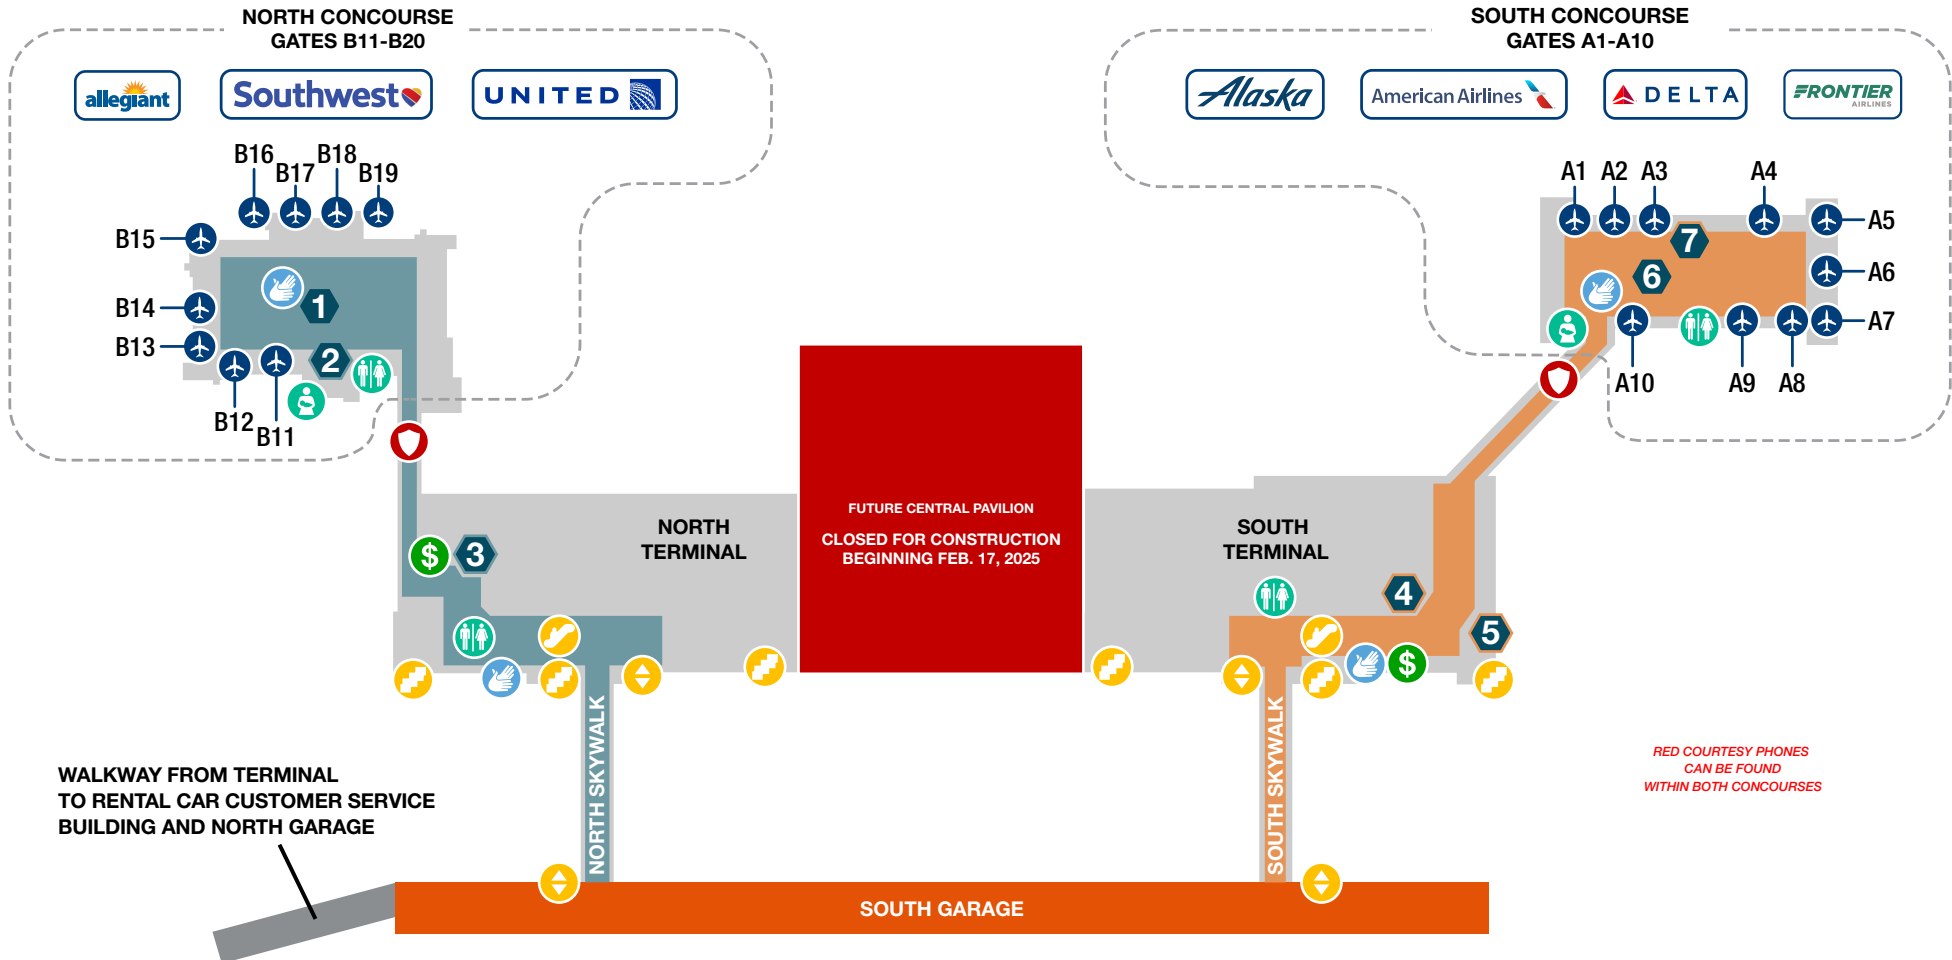 NORTH CONCOURSE
GATES B11-B20
allegiant
Southwest
UNITED
SOUTH CONCOURSE
GATES A1-A10
Alaska
American Airlines
DELTA
FRONTIER
AIRLINES
B16
B17
B18
B19
B15
B14
B13
B12
B11
1
2
A1
A2
A3
A4
A5
A6
A7
A8
A9
A10
7
6
FUTURE CENTRAL PAVILION
CLOSED FOR CONSTRUCTION
BEGINNING FEB. 17, 2025
NORTH
TERMINAL
SOUTH
TERMINAL
$
3
4
5
$
NORTH SKYWALK
SOUTH SKYWALK
RED COURTESY PHONES
CAN BE FOUND
WITHIN BOTH CONCOURSES
WALKWAY FROM TERMINAL
TO RENTAL CAR CUSTOMER SERVICE
BUILDING AND NORTH GARAGE
SOUTH GARAGE